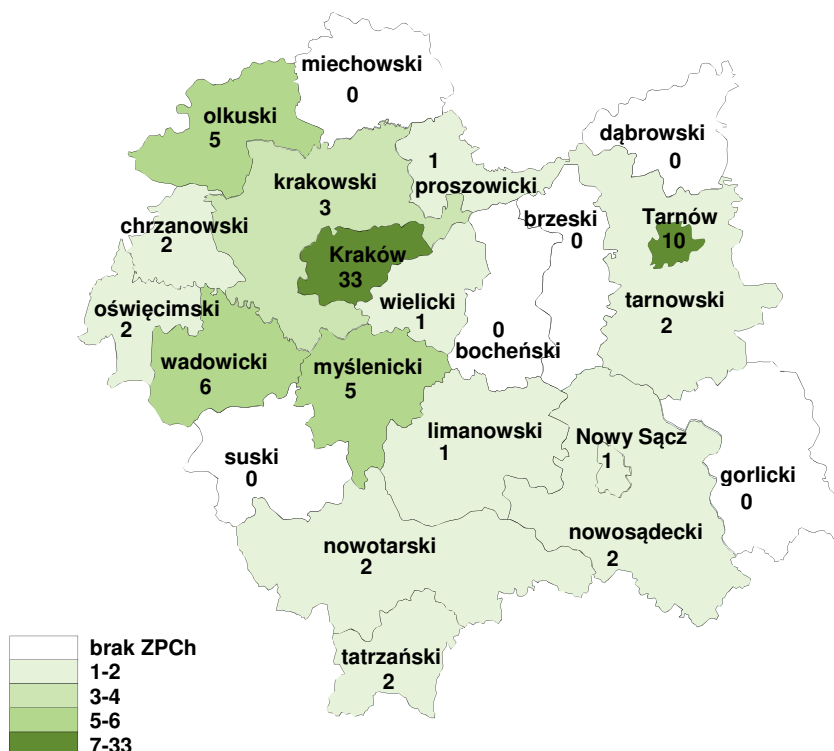 miechowski
0
olkuski
5
dąbrowski
0
1
proszowicki
krakowski
3
chrzanowski
2
brzeski
0
Tarnów
10
Kraków
33
oświęcimski
2
wielicki
1
tarnowski
2
0
bocheński
wadowicki
6
myślenicki
5
limanowski
1
Nowy Sącz
1
suski
0
gorlicki
0
nowotarski
2
nowosądecki
2
tatrzański
2
brak ZPCh
1-2
3-4
5-6
7-33